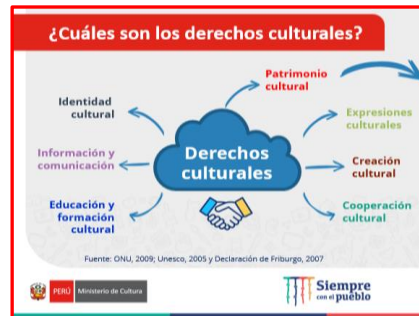 ¿Cuáles son los derechos culturales?
Patrimonio
cultural
Identidad
cultural
Expresiones
culturales
Información y
comunicación
Derechos
culturales
Creación
cultural
Educación y
formación
cultural
Cooperación
cultural
Fuente: ONU, 2009; Unesco, 2005 y Declaración de Friburgo, 2007
PERÚ
Ministerio de Cultura
Siempre
con el pueblo